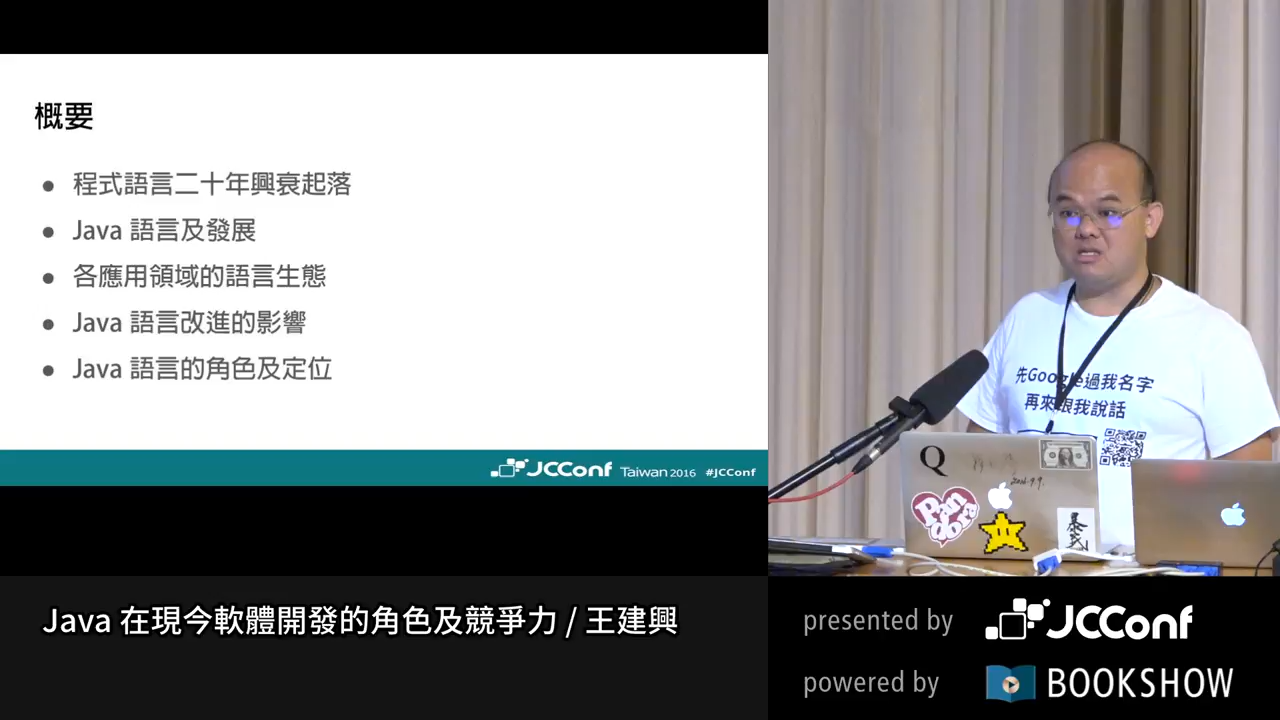 概要
程式語言二十年興衰起落
Java 語言及發展
各應用領域的語言生態
Java 語言改進的影響
Java 語言的角色及定位
JCConf Taiwan 2016 #JCConf
先Google過我名字
再來跟我說話
Q
2016.9.9.
Pandora
Java 在現今軟體開發的角色及競爭力 / 王建興
presented by JCConf
powered by BOOKSHOW